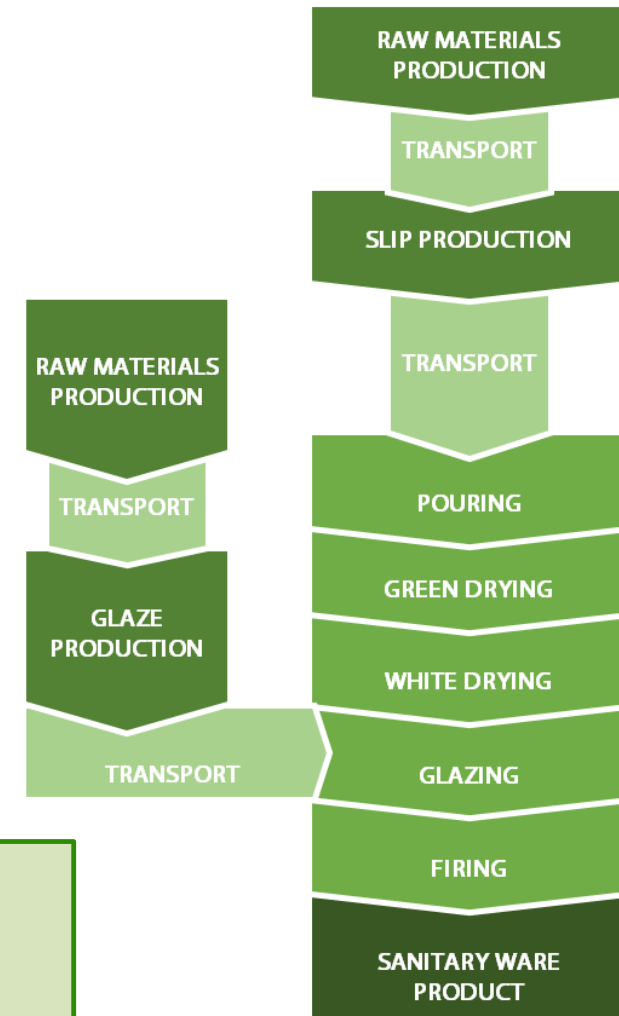 RAW MATERIALS
PRODUCTION
TRANSPORT
SLIP PRODUCTION
TRANSPORT
RAW MATERIALS
PRODUCTION
TRANSPORT
GLAZE
PRODUCTION
TRANSPORT
POURING
GREEN DRYING
WHITE DRYING
GLAZING
FIRING
SANITARY WARE
PRODUCT